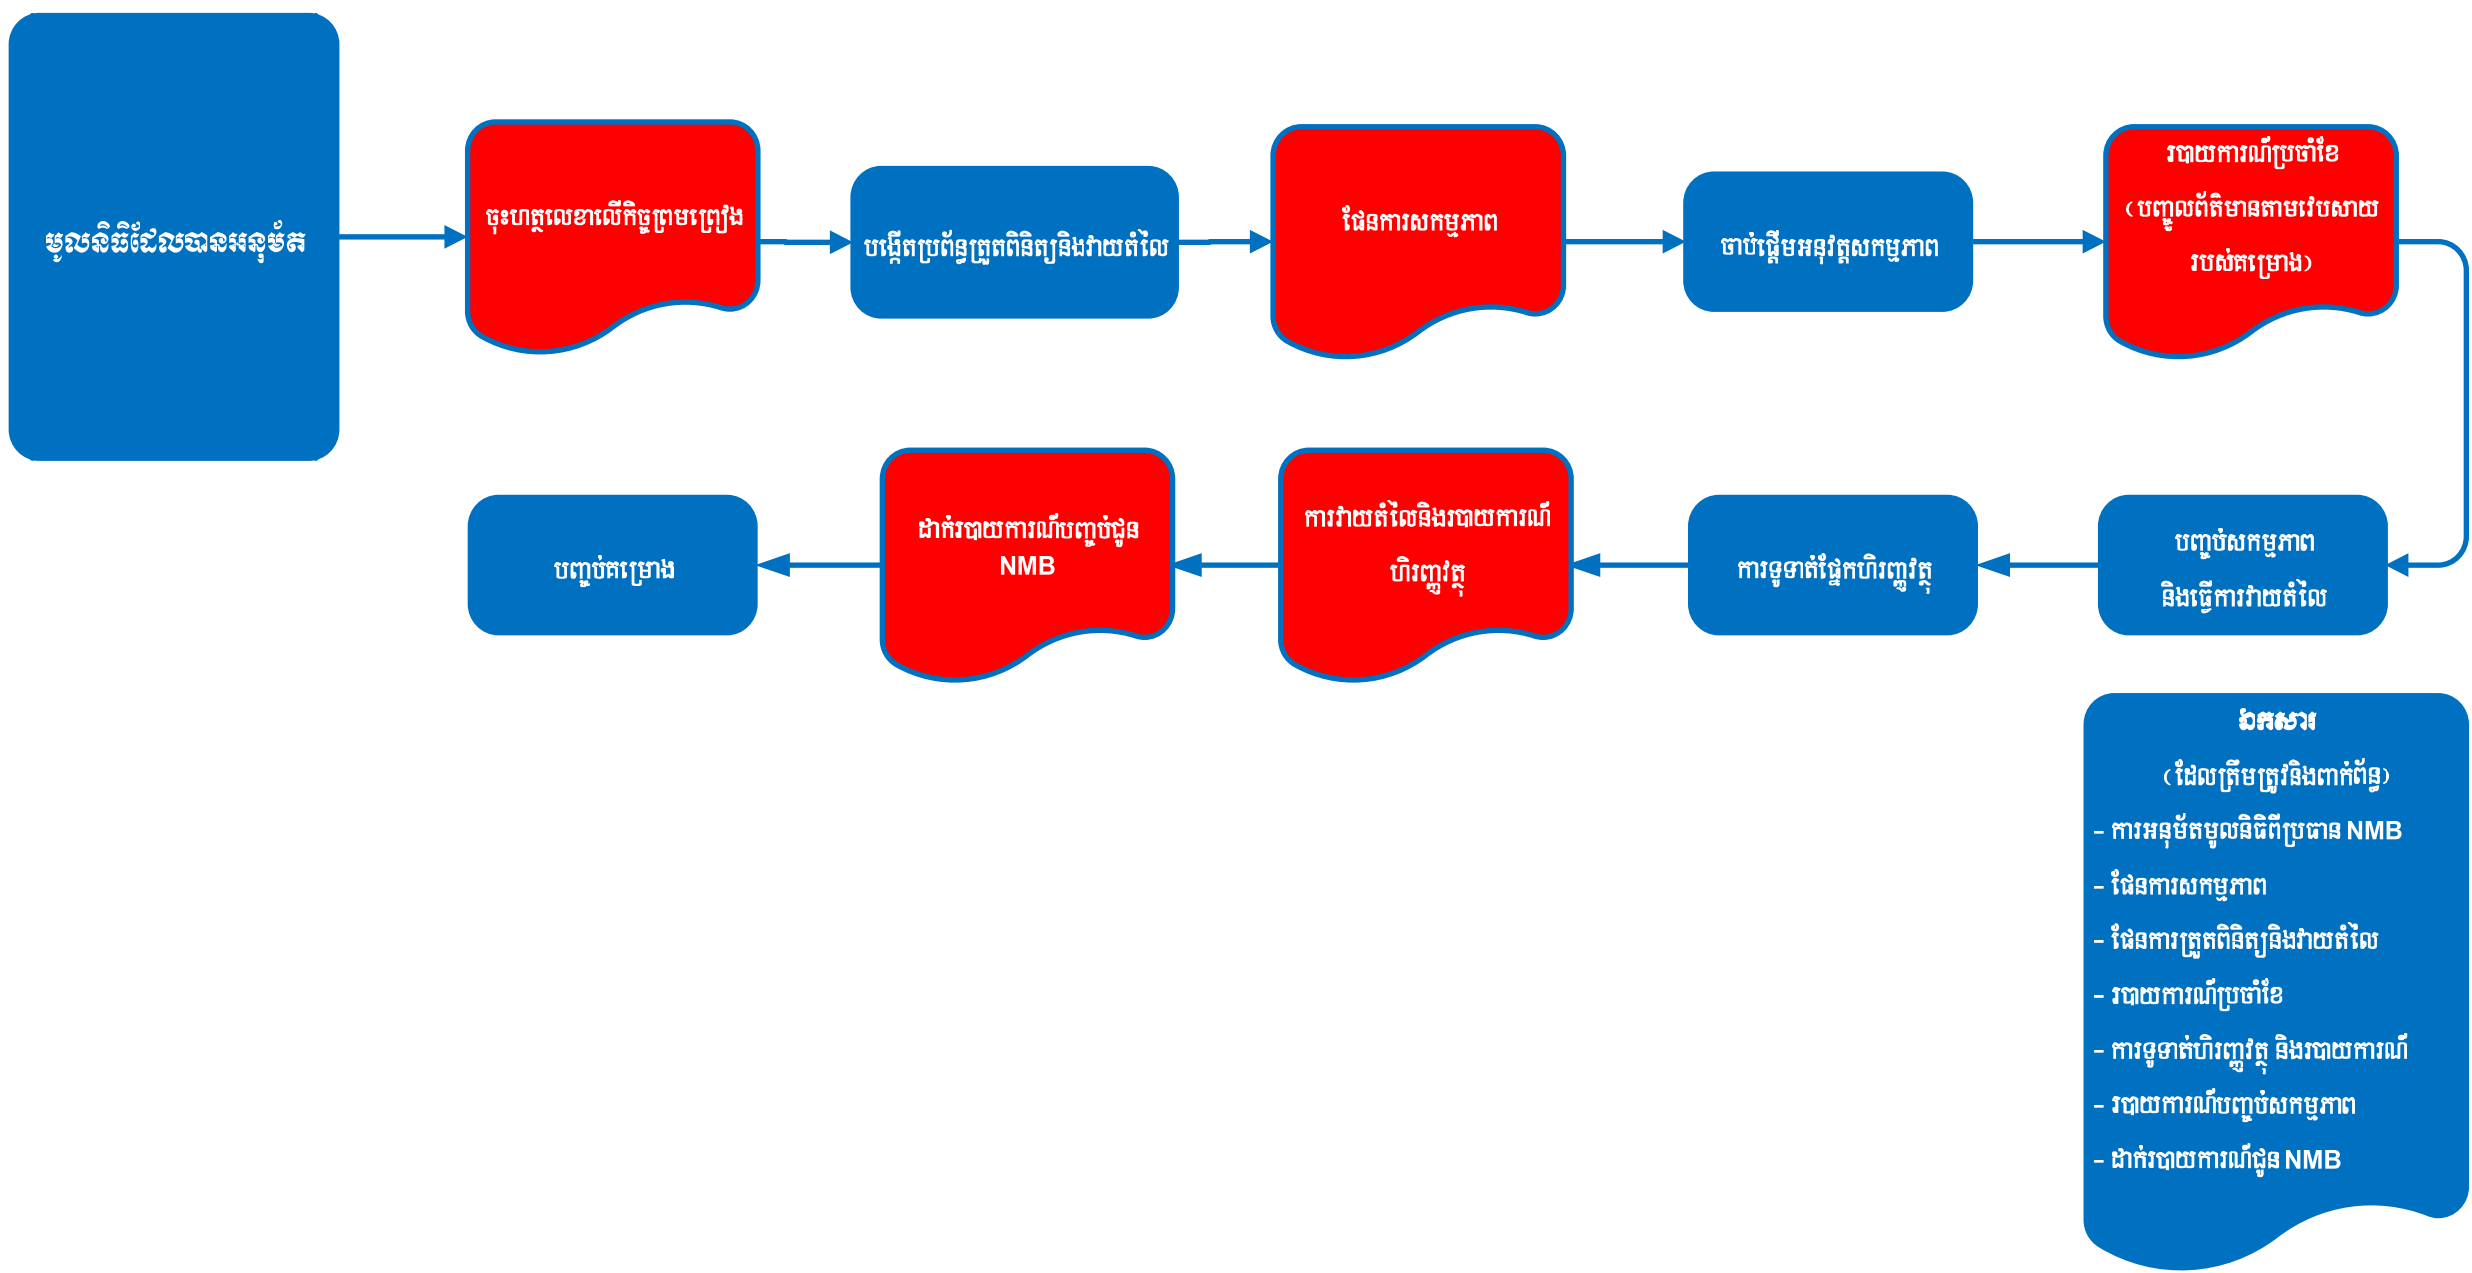 មូលនិធិដែលបានអនុម័ត
ចុះហត្ថលេខាលើកិច្ចព្រមព្រៀង
បង្កើតប្រព័ន្ធត្រួតពិនិត្យនិងវាយតំលៃ
ផែនការសកម្មភាព
ចាប់ផ្តើមអនុវត្តសកម្មភាព
របាយការណ៍ប្រចាំខែ
(បញ្ចូលព័ត៌មានតាមវេបសាយ
របស់គម្រោង)
បញ្ចប់សកម្មភាព
និងធ្វើការវាយតំលៃ
ការទូទាត់ផ្នែកហិរញ្ញវត្ថុ
ការវាយតំលៃនិងរបាយការណ៍
ហិរញ្ញវត្ថុ
ដាក់របាយការណ៍បញ្ចប់ជូន
NMB
បញ្ចប់គម្រោង
ឯកសារ
(ដែលត្រឹមត្រូវនិងពាក់ព័ន្ធ)
- ការអនុម័តមូលនិធិពីប្រធាន NMB
- ផែនការសកម្មភាព
- ផែនការត្រួតពិនិត្យនិងវាយតំលៃ
- របាយការណ៍ប្រចាំខែ
- ការទូទាត់ហិរញ្ញវត្ថុ និងរបាយការណ៍
- របាយការណ៍បញ្ចប់សកម្មភាព
- ដាក់របាយការណ៍ជូន NMB